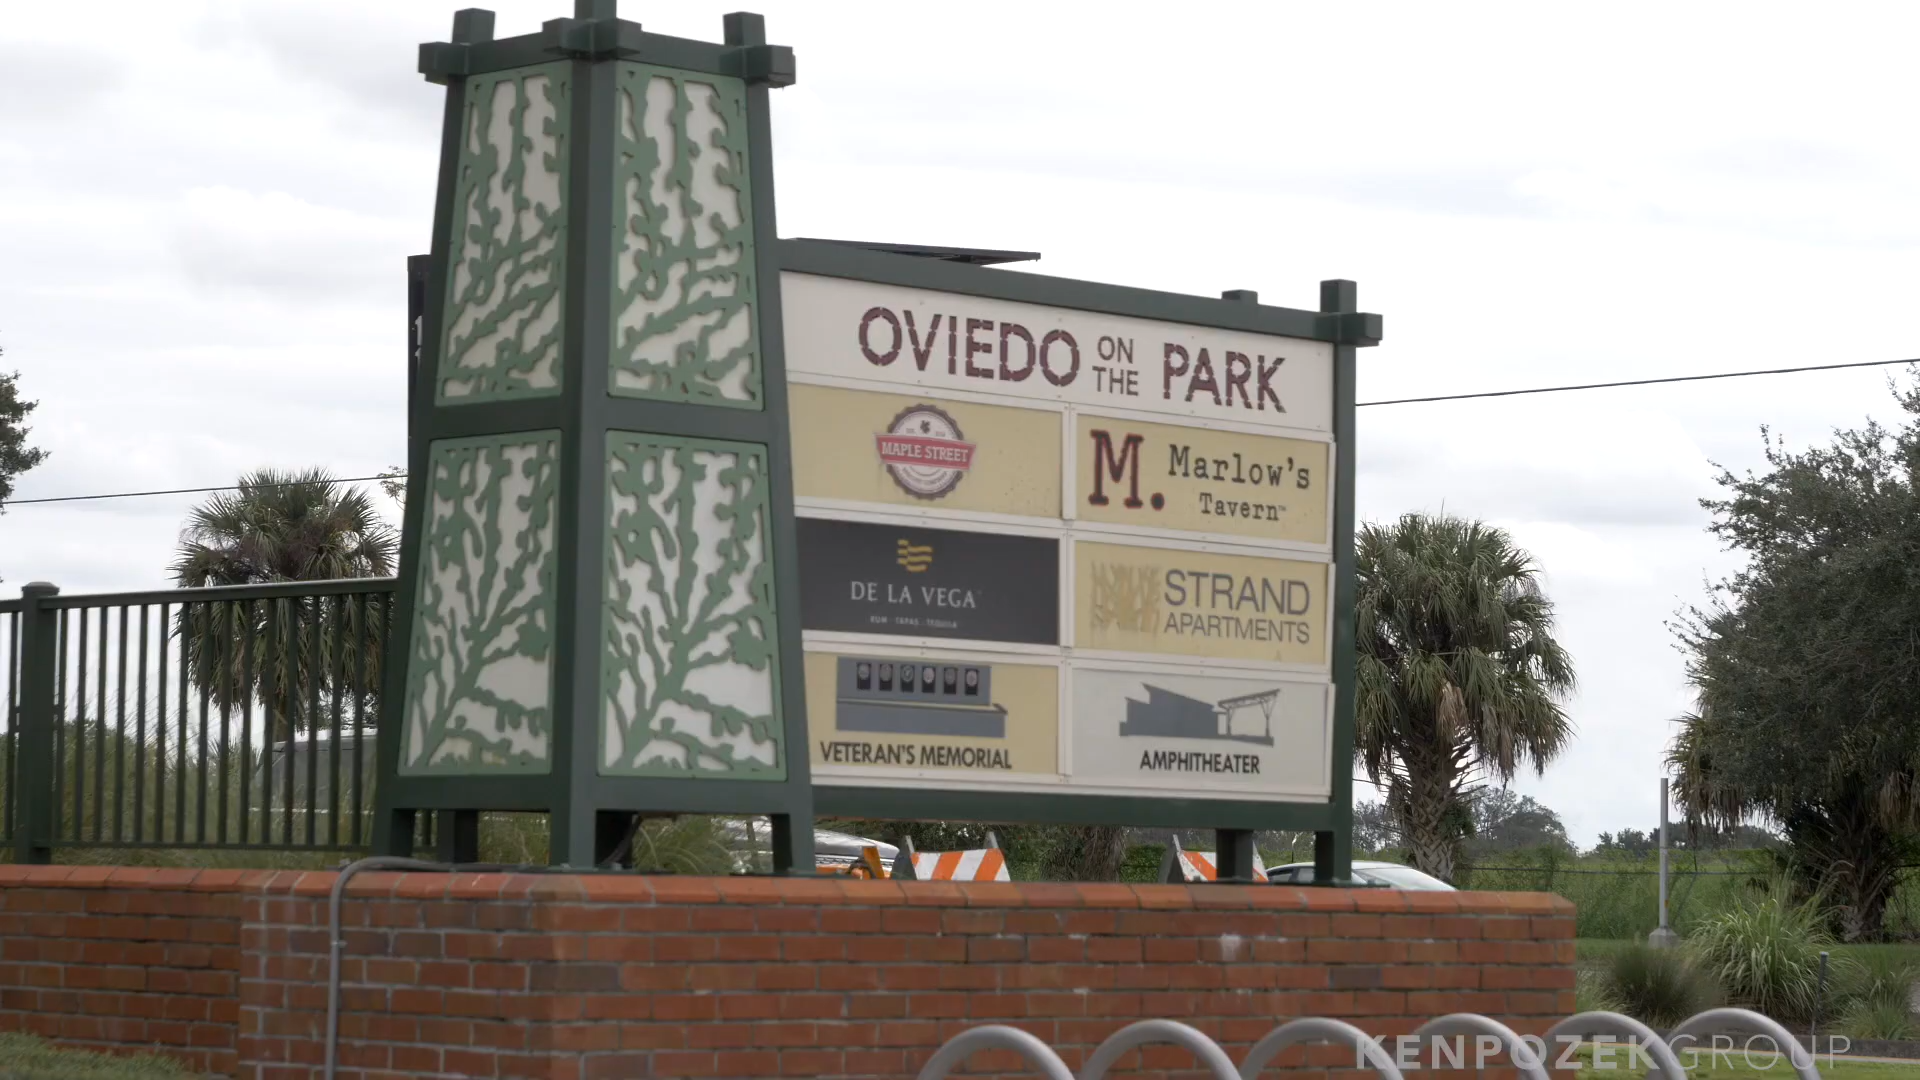 OVIEDO ON THE PARK
MAPLE STREET
M. Marlow's
Tavern™
DE LA VEGA
RUM · TAPAS · TEQUILA
STRAND
APARTMENTS
VETERAN'S MEMORIAL
AMPHITHEATER
KENPOZEKGROUP